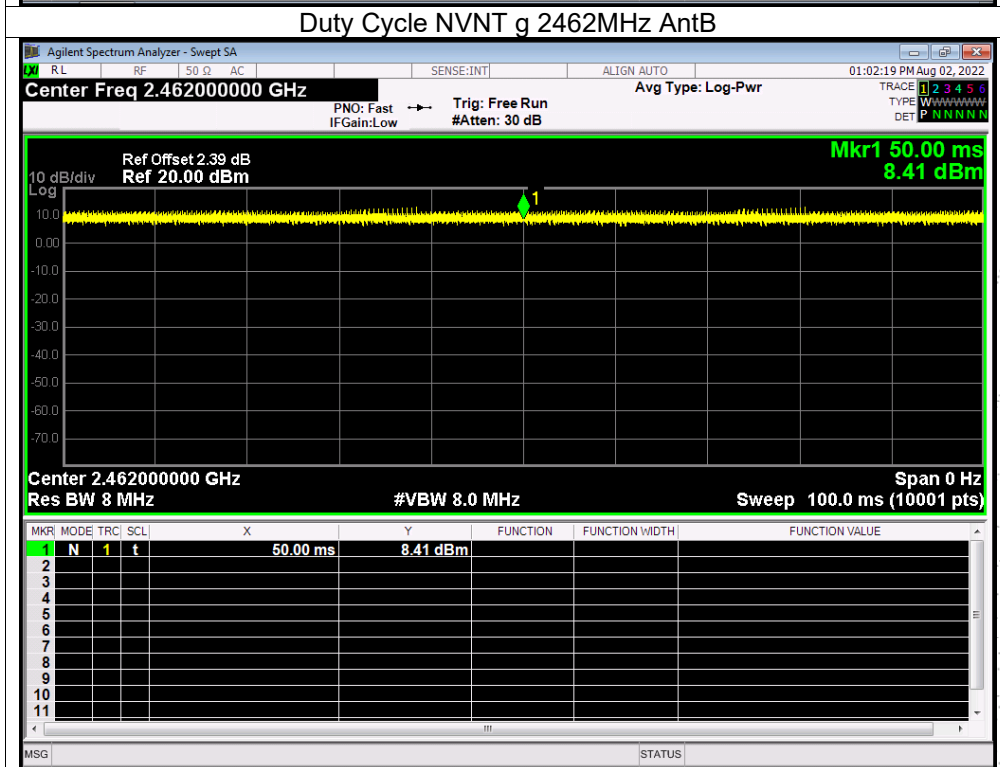 Duty Cycle NVNT g 2462MHz AntB
Agilent Spectrum Analyzer - Swept SA
LXI RL RF 50 Ω AC SENSE:INT ALIGN AUTO 01:02:19 PM Aug 02, 2022
Center Freq 2.462000000 GHz Avg Type: Log-Pwr TRACE 1 2 3 4 5 6
PNO: Fast Trig: Free Run TYPE WWWWWW
IFGain:Low #Atten: 30 dB DET P N N N N N
Mkr1 50.00 ms
8.41 dBm
Ref Offset 2.39 dB
10 dB/div Ref 20.00 dBm
Log
1
10.0
0.00
-10.0
-20.0
-30.0
-40.0
-50.0
-60.0
-70.0
Center 2.462000000 GHz Span 0 Hz
Res BW 8 MHz #VBW 8.0 MHz Sweep 100.0 ms (10001 pts)
MKR MODE TRC SCL X Y FUNCTION FUNCTION WIDTH FUNCTION VALUE
1 N 1 t 50.00 ms 8.41 dBm
2
3
4
5
6
7
8
9
10
11
MSG STATUS